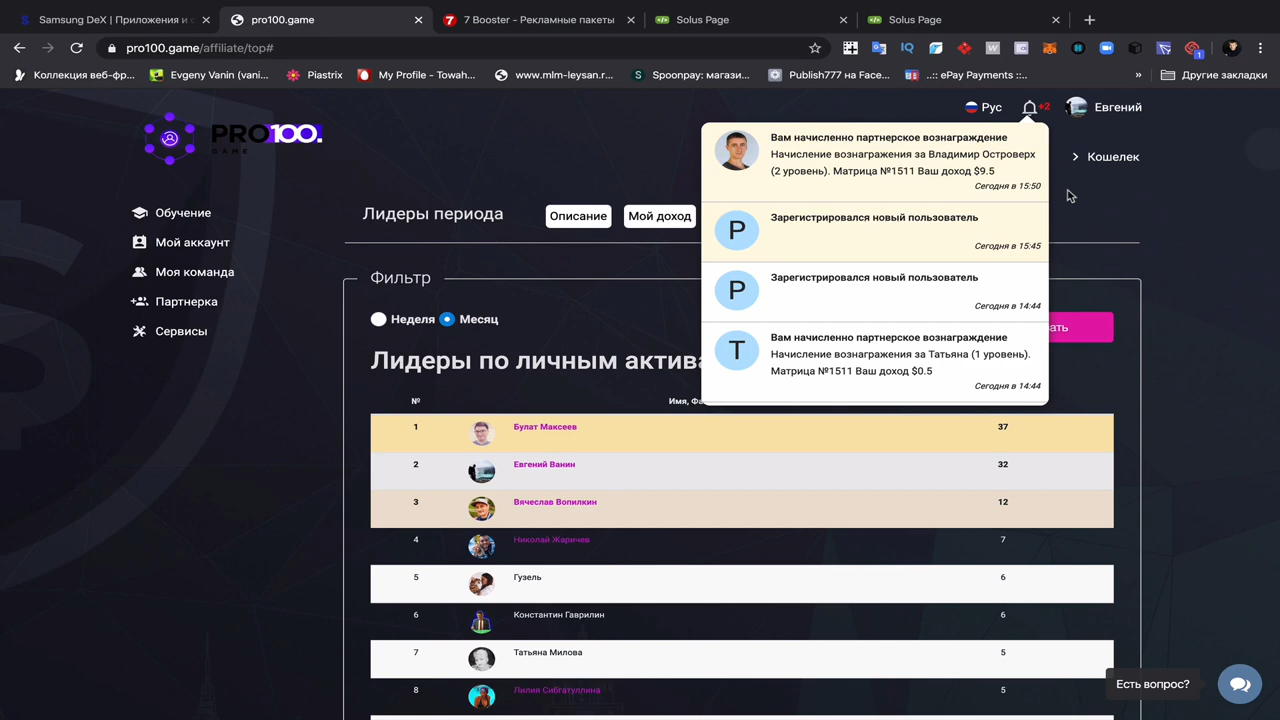 Samsung DeX | Приложения и с
pro100.game
7 Booster - Рекламные пакеты
Solus Page
Solus Page
pro100.game/affiliate/top#
Коллекция веб-фр...
Evgeny Vanin (vani...
Piastrix
My Profile - Towah...
www.mlm-leysan.r...
Spoonpay: магази...
Publish777 на Face...
..:: ePay Payments ::..
»
Другие закладки
Рус
+2
Евгений
PRO100.
GAME
Кошелек
Вам начисленно партнерское вознаграждение
Начисление вознагражения за Владимир Островерх
(2 уровень). Матрица №1511 Ваш доход $9.5
Сегодня в 15:50
P
Зарегистрировался новый пользователь
Сегодня в 15:45
P
Зарегистрировался новый пользователь
Сегодня в 14:44
T
Вам начисленно партнерское вознаграждение
Начисление вознагражения за Татьяна (1 уровень).
Матрица №1511 Ваш доход $0.5
Сегодня в 14:44
Обучение
Мой аккаунт
Моя команда
Партнерка
Сервисы
Лидеры периода
Описание
Мой доход
Фильтр
Неделя
Месяц
ать
Лидеры по личным актива
№
Имя, Фа
1 Булат Максеев 37
2 Евгений Ванин 32
3 Вячеслав Вопилкин 12
4 Николай Жаричев 7
5 Гузель 6
6 Константин Гаврилин 6
7 Татьяна Милова 5
8 Лилия Сибгатуллина 5
Есть вопрос?